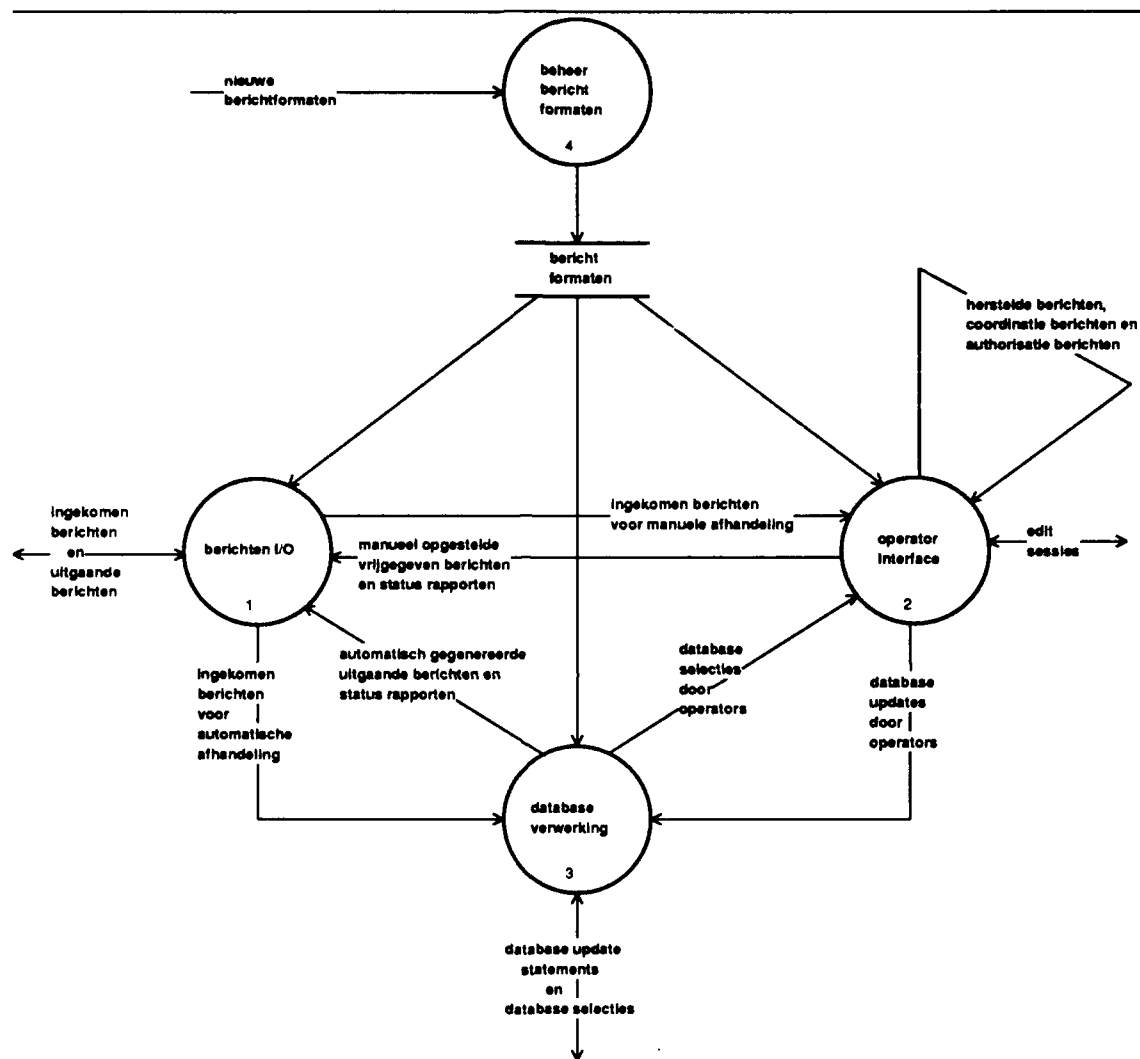 beheer
bericht
formaten
4
nieuwe
berichtformaten
bericht
formaten
herstelde berichten,
coordinatie berichten en
authorisatie berichten
ingekomen
berichten
en
uitgaande
berichten
berichten I/O
1
ingekomen berichten
voor manuele afhandeling
manueel opgestelde
vrijgegeven berichten
en status rapporten
operator
interface
2
edit
sessies
automatisch gegenereerde
uitgaande berichten en
status rapporten
database
selecties
door
operators
ingekomen
berichten
voor
automatische
afhandeling
database
updates
door
operators
database
verwerking
3
database update
statements
en
database selecties